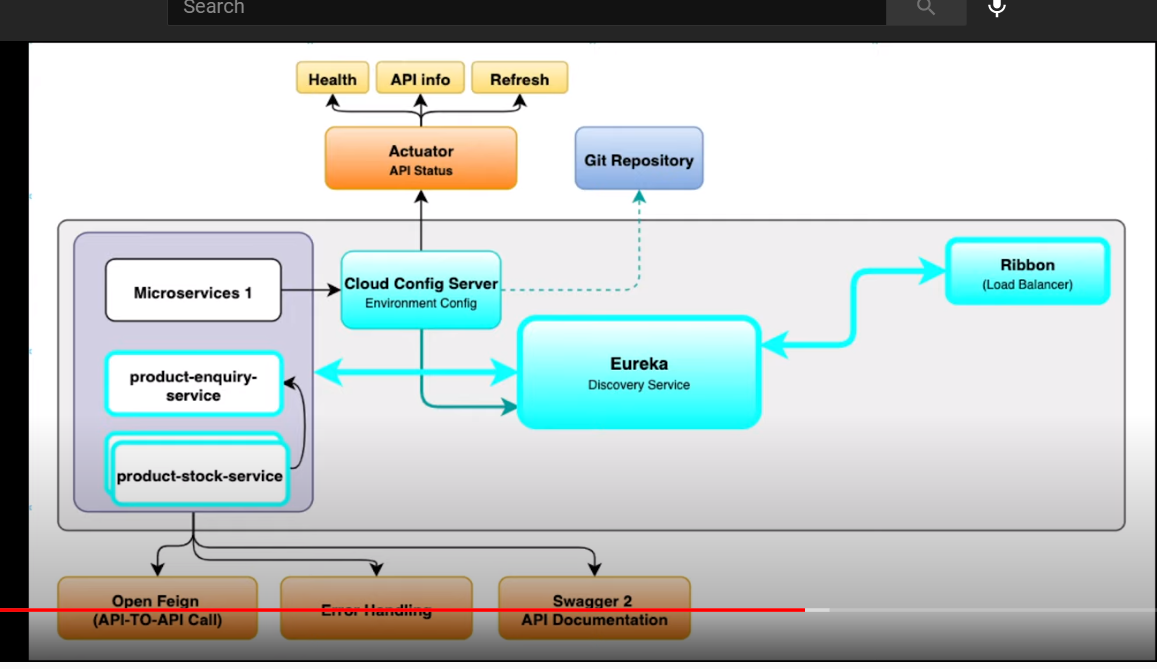 Search
Health
API info
Refresh
Actuator
API Status
Git Repository
Microservices 1
Cloud Config Server
Environment Config
Ribbon
(Load Balancer)
Eureka
Discovery Service
product-enquiry-
service
product-stock-service
Open Feign
(API-TO-API Call)
Error Handling
Swagger 2
API Documentation